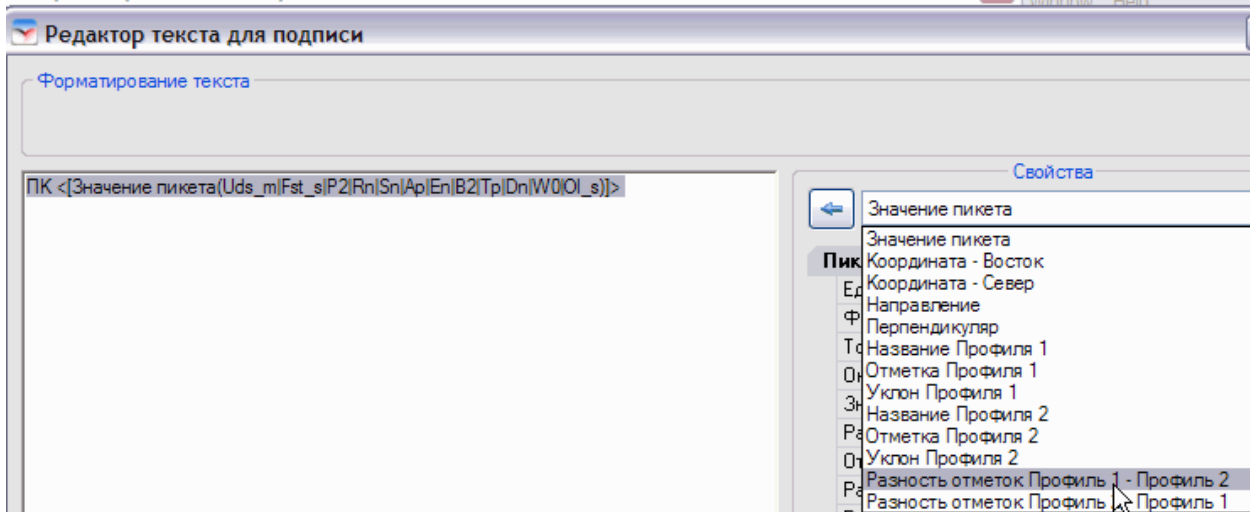 Window Help
Редактор текста для подписи
Форматирование текста
ПК <[Значение пикета(Uds_m|Fst_s|P2|Rn|Sn|Ap|En|B2|Tp|Dn|W0|Ol_s)]>
Свойства
Значение пикета
Значение пикета
Пик Координата - Восток
Координата - Север
Направление
Перпендикуляр
Название Профиля 1
Отметка Профиля 1
Уклон Профиля 1
Название Профиля 2
Отметка Профиля 2
Уклон Профиля 2
Разность отметок Профиль 1 - Профиль 2
Разность отметок Профиль Профиль 1